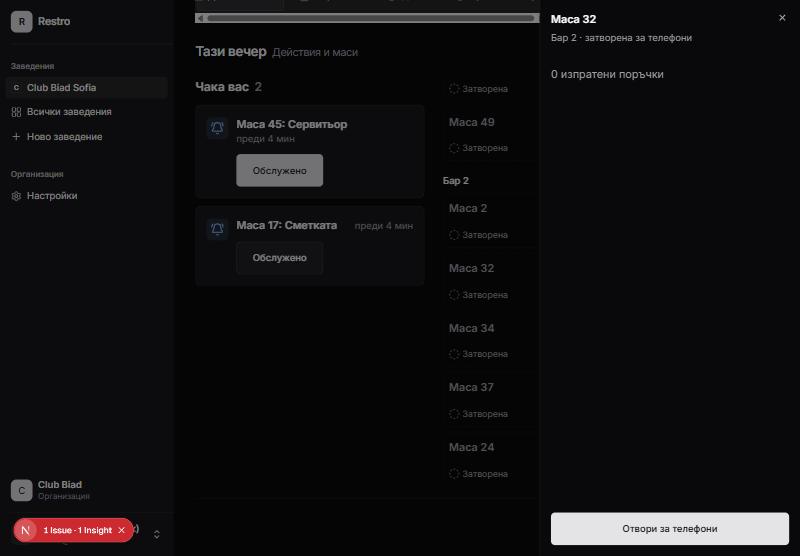 R Restro
Заведения
C Club Biad Sofia
Всички заведения
Ново заведение
Организация
Настройки
C Club Biad
Организация
N 1 Issue · 1 Insight
Тази вечер Действия и маси
Чака вас 2
Маса 45: Сервитьор
преди 4 мин
Обслужено
Маса 17: Сметката преди 4 мин
Обслужено
Затворена
Маса 49
Затворена
Бар 2
Маса 2
Затворена
Маса 32
Затворена
Маса 34
Затворена
Маса 37
Затворена
Маса 24
Затворена
Маса 32
Бар 2 · затворена за телефони
0 изпратени поръчки
Отвори за телефони